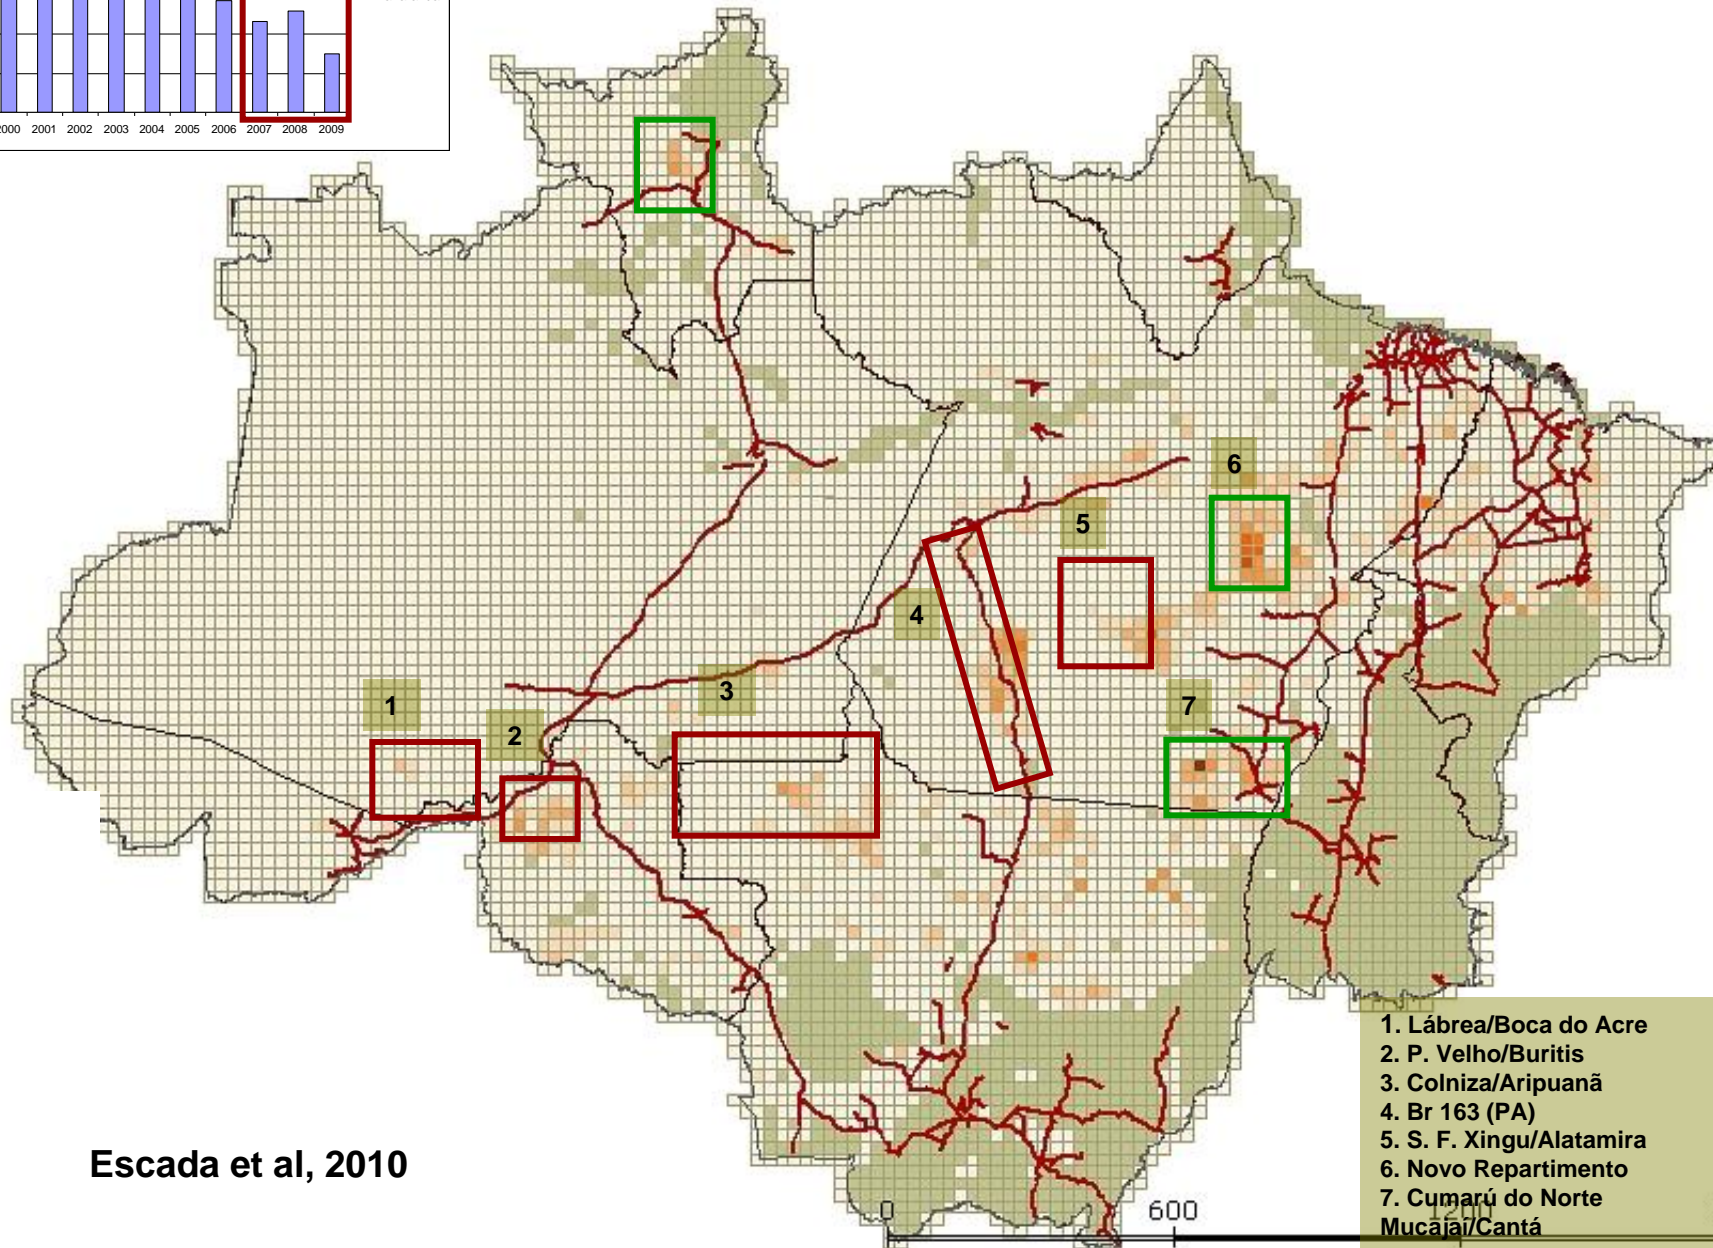 2001 2002 2003 2004 2005 2006 2007 2008 2009
6
5
4
3
1
2
7
1. Lábrea/Boca do Acre
2. P. Velho/Buritis
3. Colniza/Aripuanã
4. Br 163 (PA)
5. S. F. Xingu/Alatamira
6. Novo Repartimento
7. Cumarú do Norte
Mucajaí/Cantá
Escada et al, 2010
0 600 1200